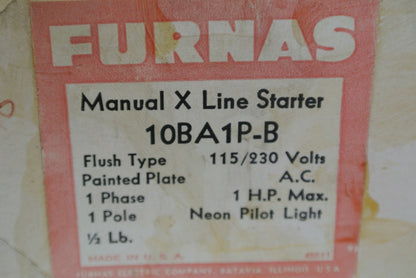 FURNAS
Manual X Line Starter
10BA1P-B
Flush Type 115/230 Volts
Painted Plate A.C.
1 Phase 1 H.P. Max.
1 Pole Neon Pilot Light
½ Lb.
MADE IN U.S.A.
FURNAS ELECTRIC COMPANY, BATAVIA, ILLINOIS, U.S.A.